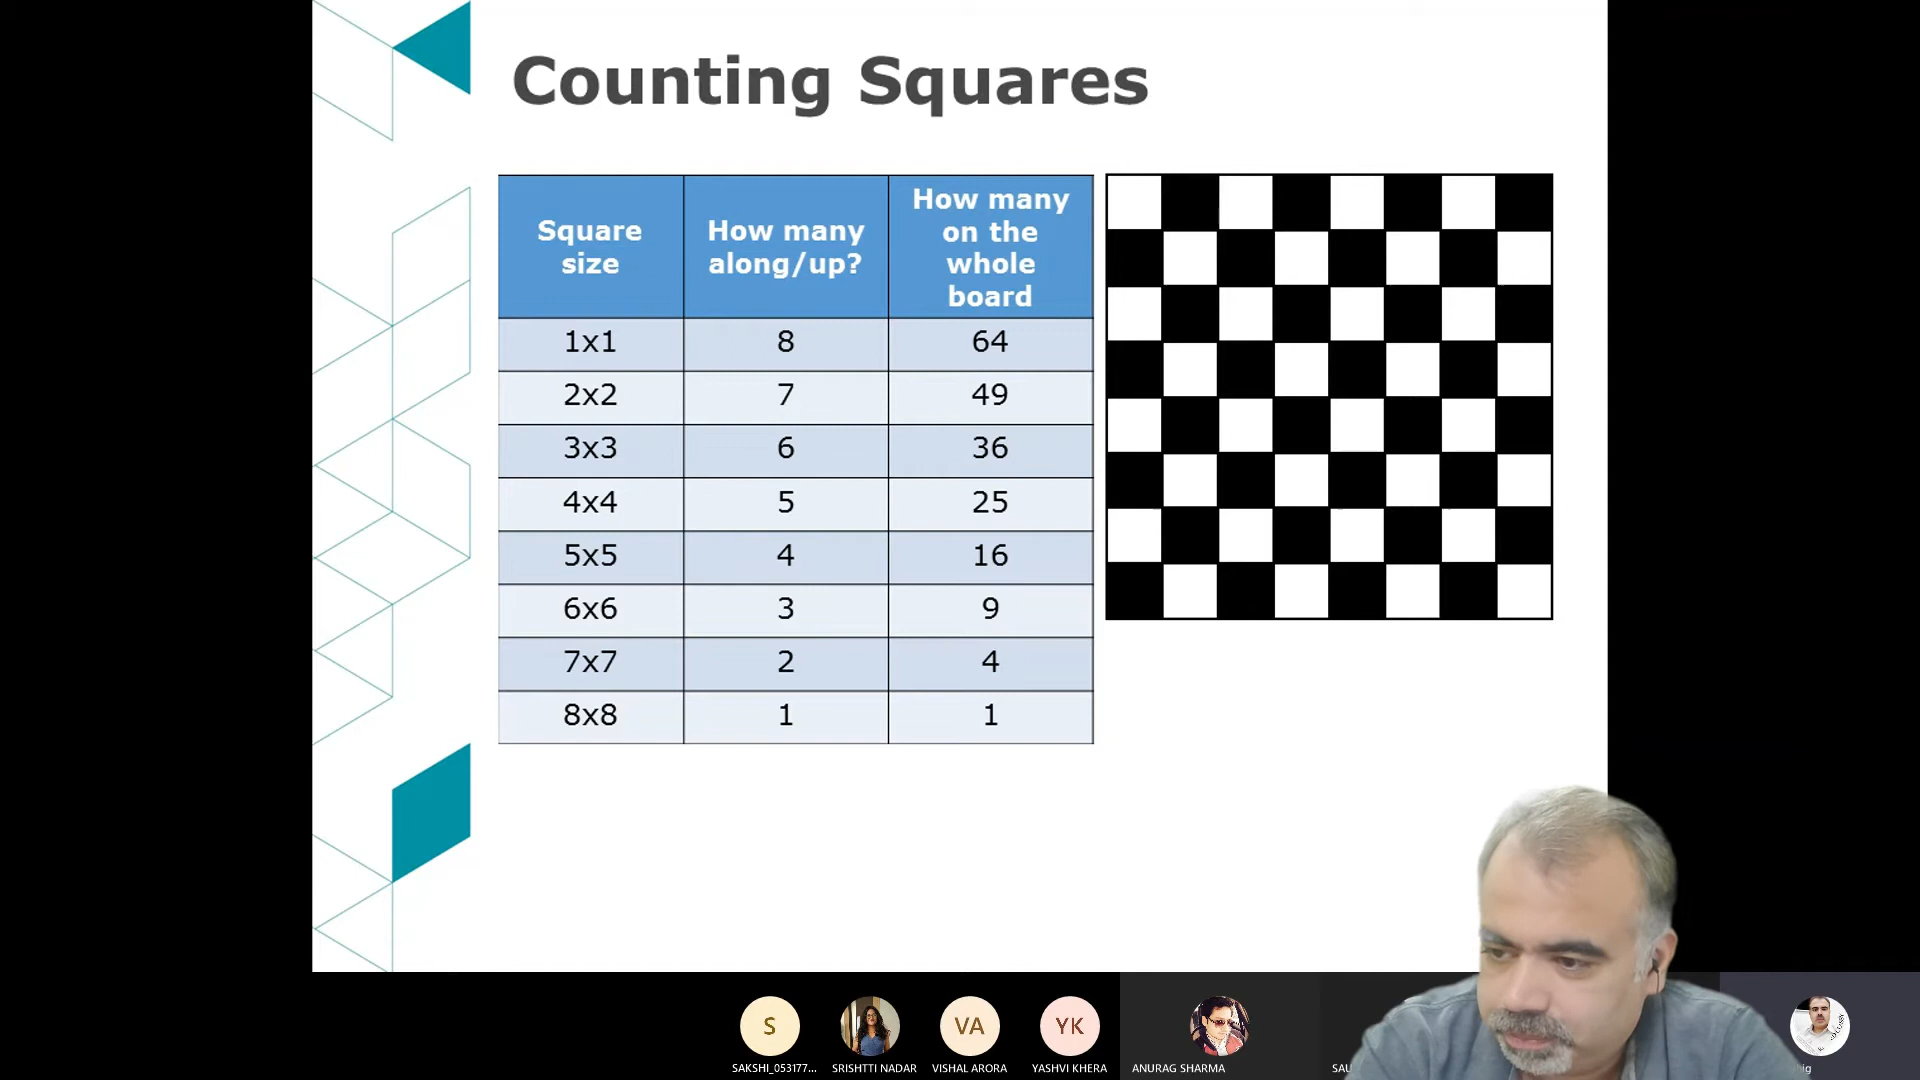 Counting Squares
Square size
How many along/up?
How many on the whole board
1x1 8 64
2x2 7 49
3x3 6 36
4x4 5 25
5x5 4 16
6x6 3 9
7x7 2 4
8x8 1 1
S
VA
YK
SAKSHI_053177...
SRISHTTI NADAR
VISHAL ARORA
YASHVI KHERA
ANURAG SHARMA